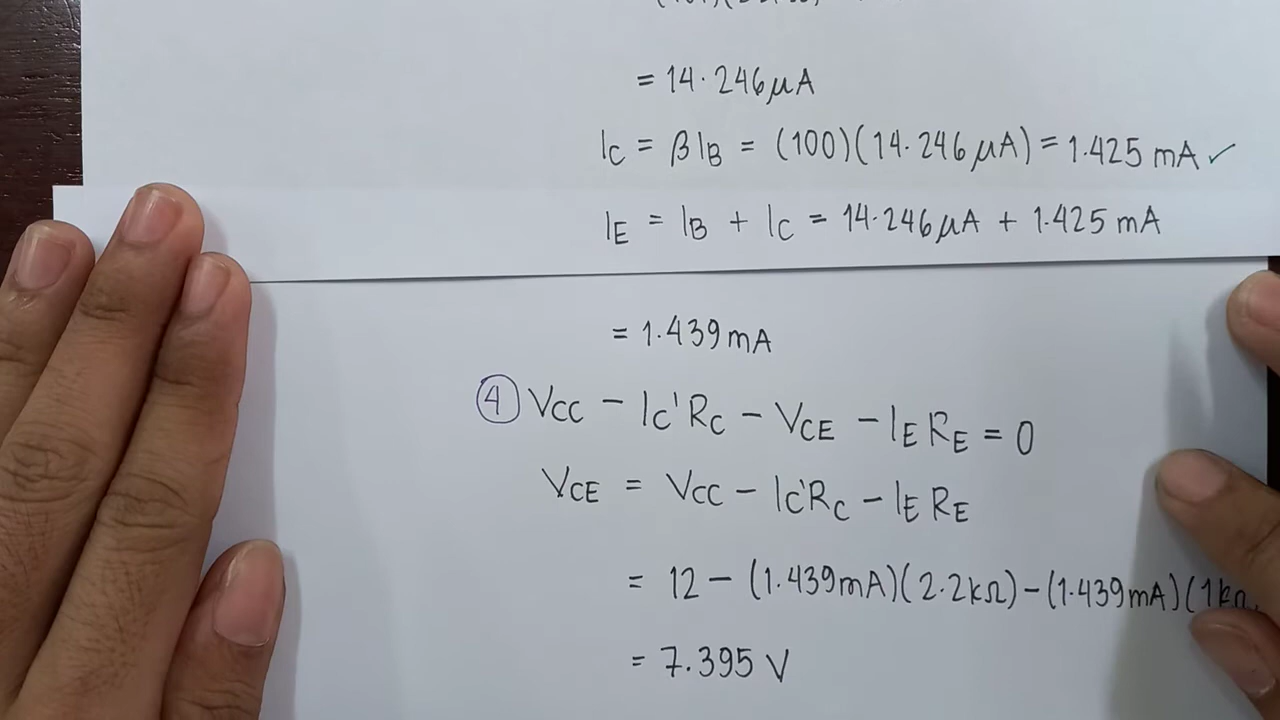 = 14.246μA
IC = βIB = (100)(14.246μA) = 1.425 mA ✓
IE = IB + IC = 14.246μA + 1.425 mA
= 1.439mA
④ VCC - IC'RC - VCE - IERE = 0
VCE = VCC - IC'RC - IERE
= 12 - (1.439mA)(2.2kΩ) - (1.439mA)(1kΩ
= 7.395 V